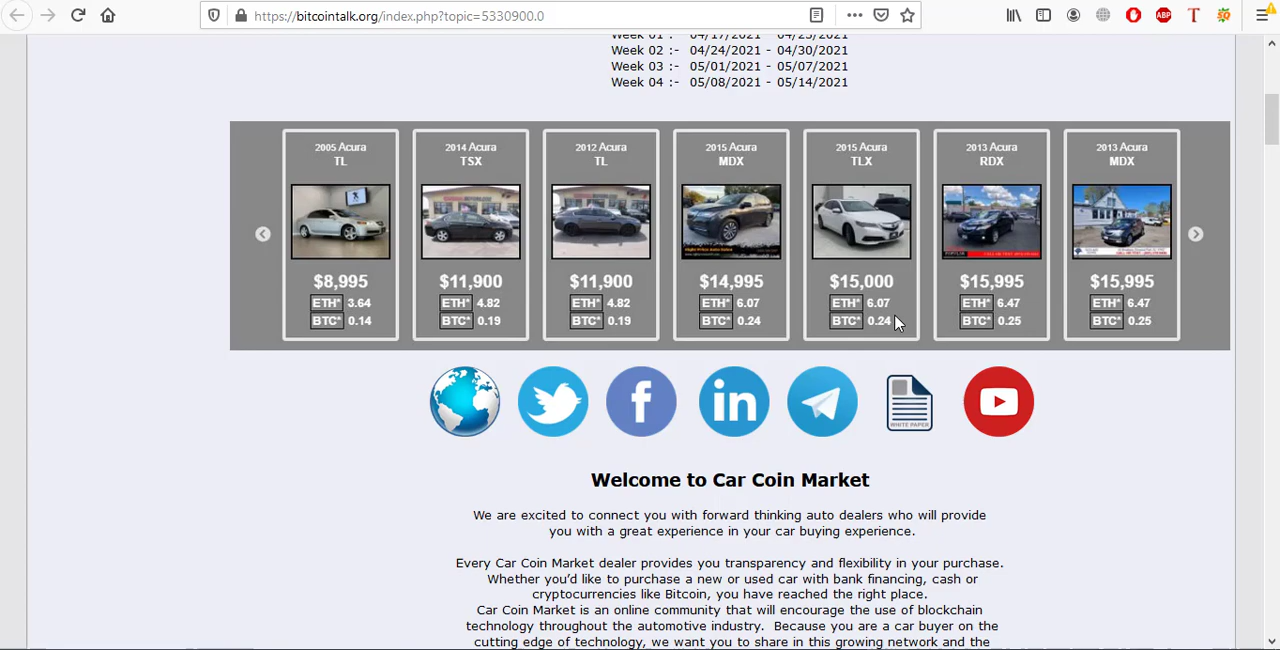 https://bitcointalk.org/index.php?topic=5330900.0
ABP
T
Week 01 :- 04/17/2021 - 04/23/2021
Week 02 :- 04/24/2021 - 04/30/2021
Week 03 :- 05/01/2021 - 05/07/2021
Week 04 :- 05/08/2021 - 05/14/2021
2005 Acura
TL
$8,995
ETH* 3.64
BTC* 0.14
2014 Acura
TSX
$11,900
ETH* 4.82
BTC* 0.19
2012 Acura
TL
$11,900
ETH* 4.82
BTC* 0.19
2015 Acura
MDX
$14,995
ETH* 6.07
BTC* 0.24
2015 Acura
TLX
$15,000
ETH* 6.07
BTC* 0.24
2013 Acura
RDX
$15,995
ETH* 6.47
BTC* 0.25
2013 Acura
MDX
$15,995
ETH* 6.47
BTC* 0.25
f
in
WHITE PAPER
Welcome to Car Coin Market
We are excited to connect you with forward thinking auto dealers who will provide
you with a great experience in your car buying experience.
Every Car Coin Market dealer provides you transparency and flexibility in your purchase.
Whether you'd like to purchase a new or used car with bank financing, cash or
cryptocurrencies like Bitcoin, you have reached the right place.
Car Coin Market is an online community that will encourage the use of blockchain
technology throughout the automotive industry. Because you are a car buyer on the
cutting edge of technology, we want you to share in this growing network and the